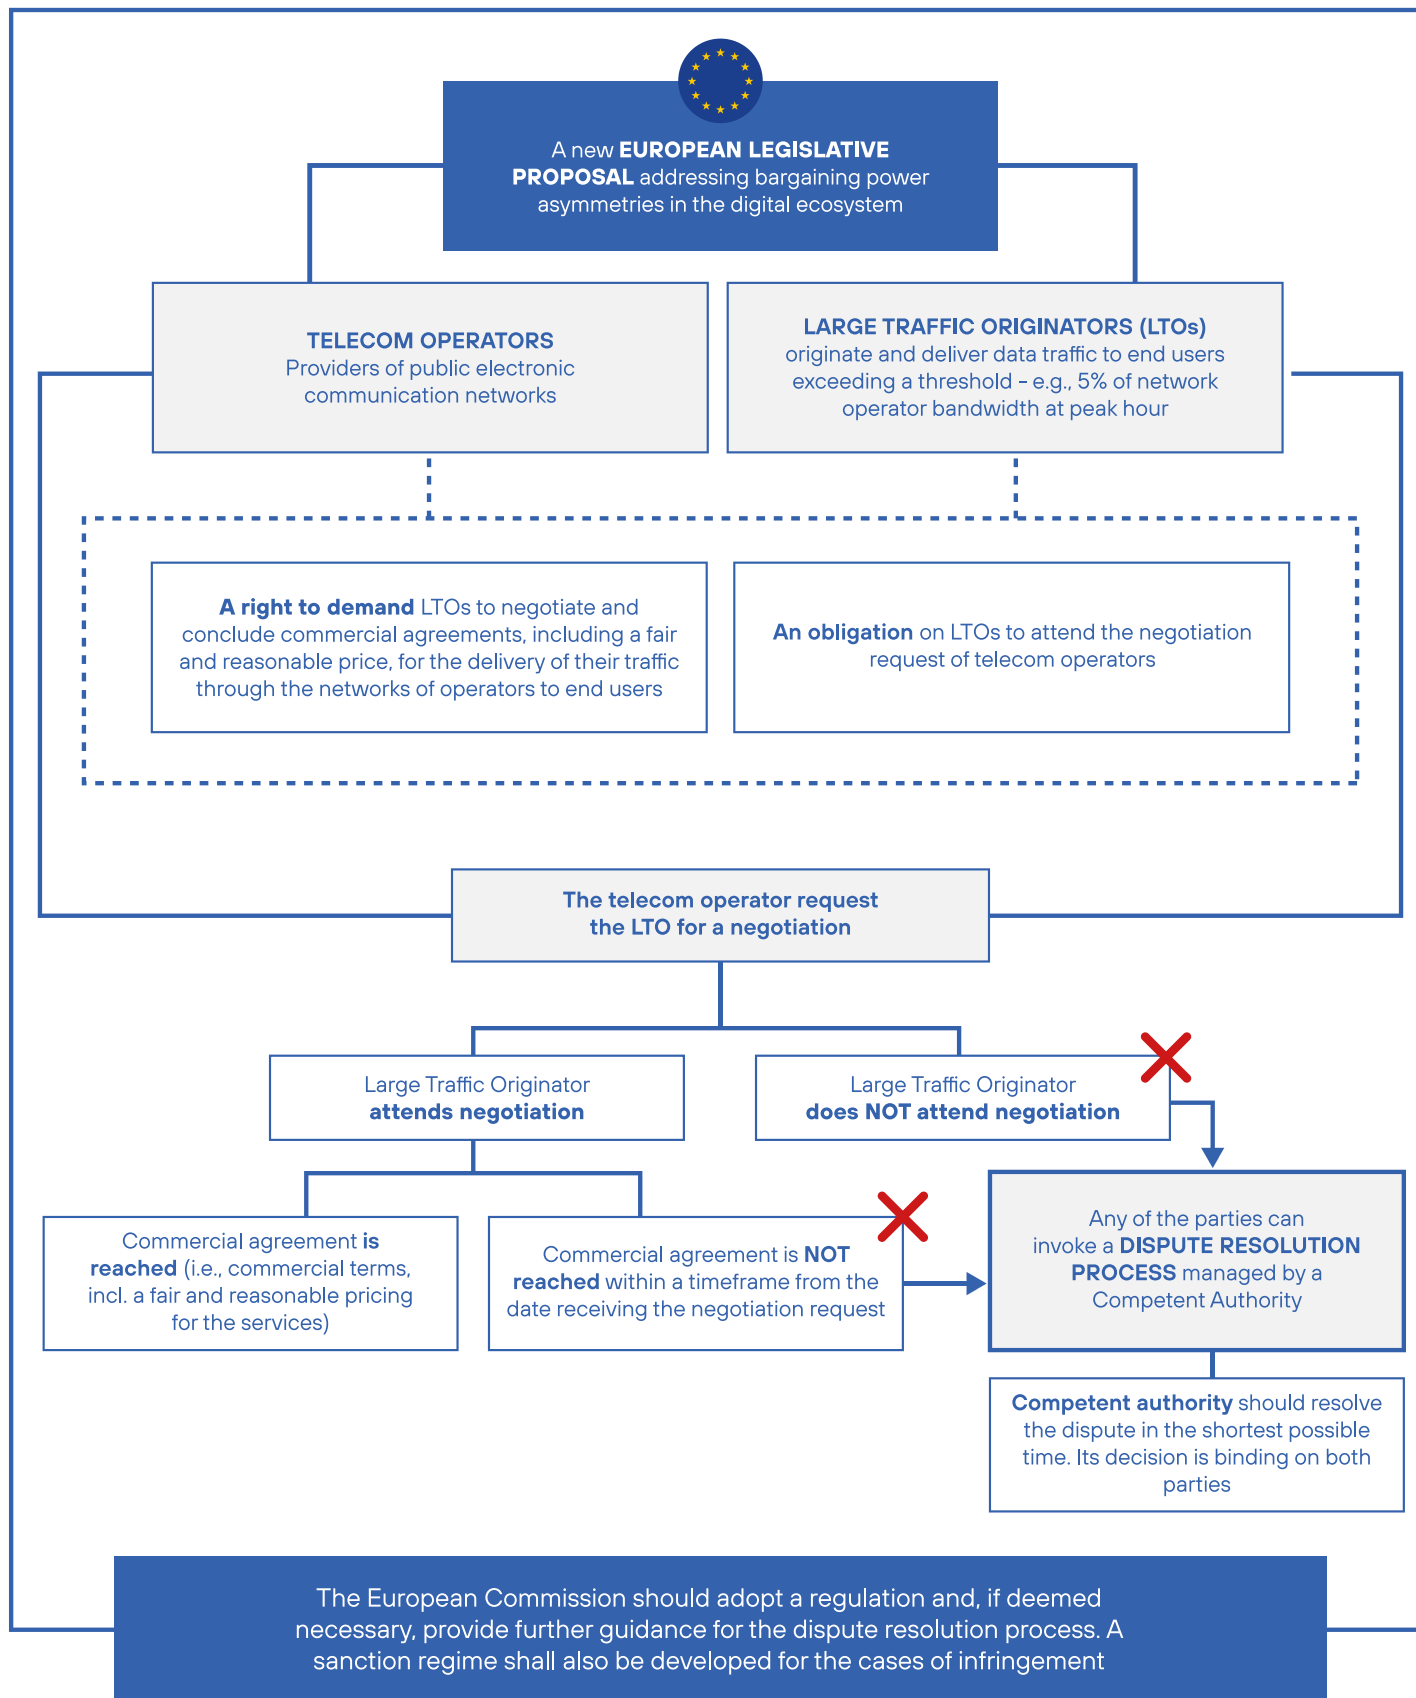 A new EUROPEAN LEGISLATIVE
PROPOSAL addressing bargaining power
asymmetries in the digital ecosystem
TELECOM OPERATORS
Providers of public electronic
communication networks
LARGE TRAFFIC ORIGINATORS (LTOs)
originate and deliver data traffic to end users
exceeding a threshold – e.g., 5% of network
operator bandwidth at peak hour
A right to demand LTOs to negotiate and
conclude commercial agreements, including a fair
and reasonable price, for the delivery of their traffic
through the networks of operators to end users
An obligation on LTOs to attend the negotiation
request of telecom operators
The telecom operator request
the LTO for a negotiation
Large Traffic Originator
attends negotiation
Large Traffic Originator
does NOT attend negotiation
Commercial agreement is
reached (i.e., commercial terms,
incl. a fair and reasonable pricing
for the services)
Commercial agreement is NOT
reached within a timeframe from the
date receiving the negotiation request
Any of the parties can
invoke a DISPUTE RESOLUTION
PROCESS managed by a
Competent Authority
Competent authority should resolve
the dispute in the shortest possible
time. Its decision is binding on both
parties
The European Commission should adopt a regulation and, if deemed
necessary, provide further guidance for the dispute resolution process. A
sanction regime shall also be developed for the cases of infringement